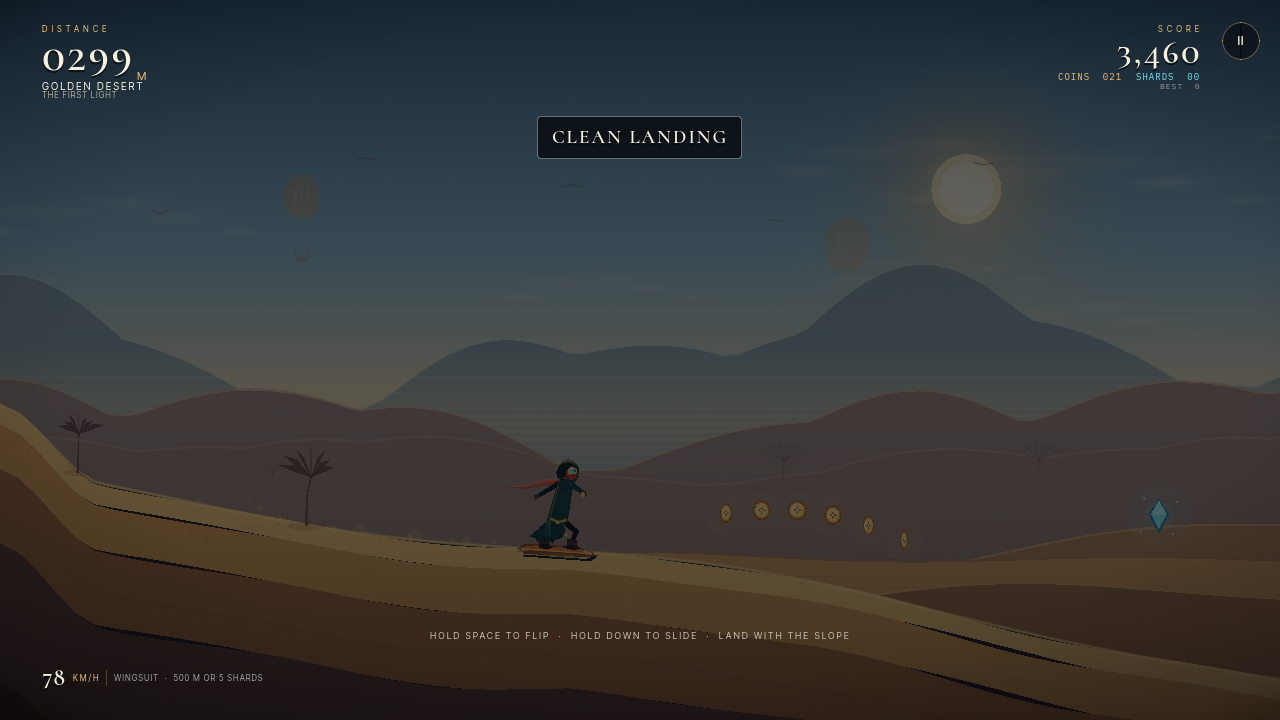 DISTANCE
0299 M
GOLDEN DESERT
THE FIRST LIGHT
SCORE
3,460
COINS 021 SHARDS 00
BEST 0
CLEAN LANDING
HOLD SPACE TO FLIP · HOLD DOWN TO SLIDE · LAND WITH THE SLOPE
78 KM/H WINGSUIT · 500 M OR 5 SHARDS